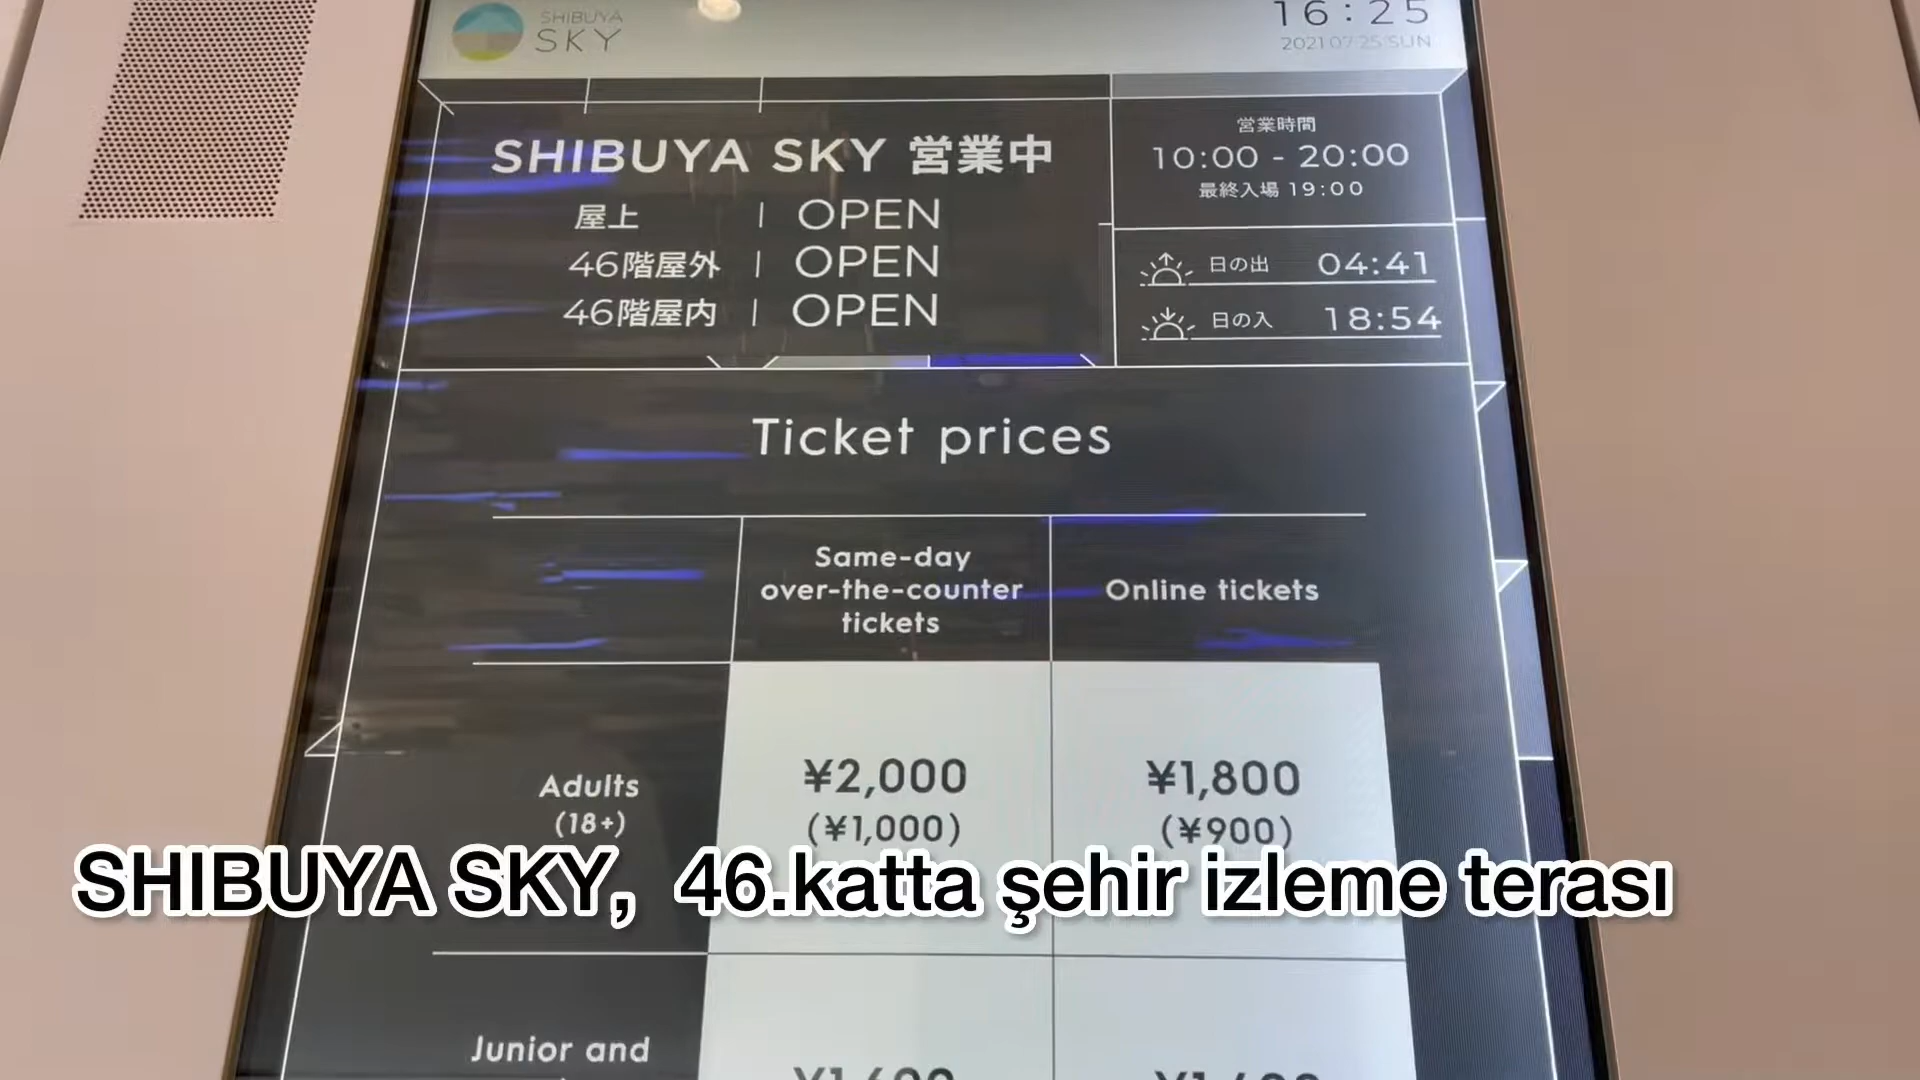 SHIBUYA
SKY
16:25
2021 07 25 SUN
SHIBUYA SKY 営業中
屋上 | OPEN
46階屋外 | OPEN
46階屋内 | OPEN
営業時間
10:00 - 20:00
最終入場 19:00
日の出 04:41
日の入 18:54
Ticket prices
Same-day
over-the-counter
tickets
Online tickets
Adults
(18+)
¥2,000
(¥1,000)
¥1,800
(¥900)
SHIBUYA SKY, 46.katta şehir izleme terası
Junior and